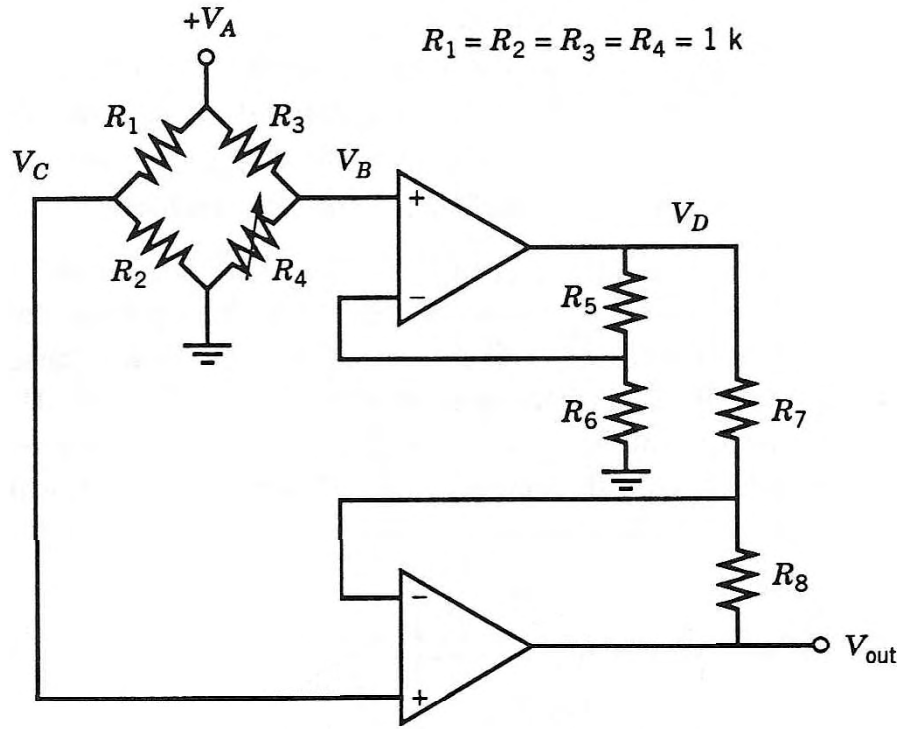 +V_A
R_1 = R_2 = R_3 = R_4 = 1 k
R_1
R_3
V_C
V_B
+
V_D
R_2
R_4
−
R_5
R_6
R_7
−
R_8
+
V_out